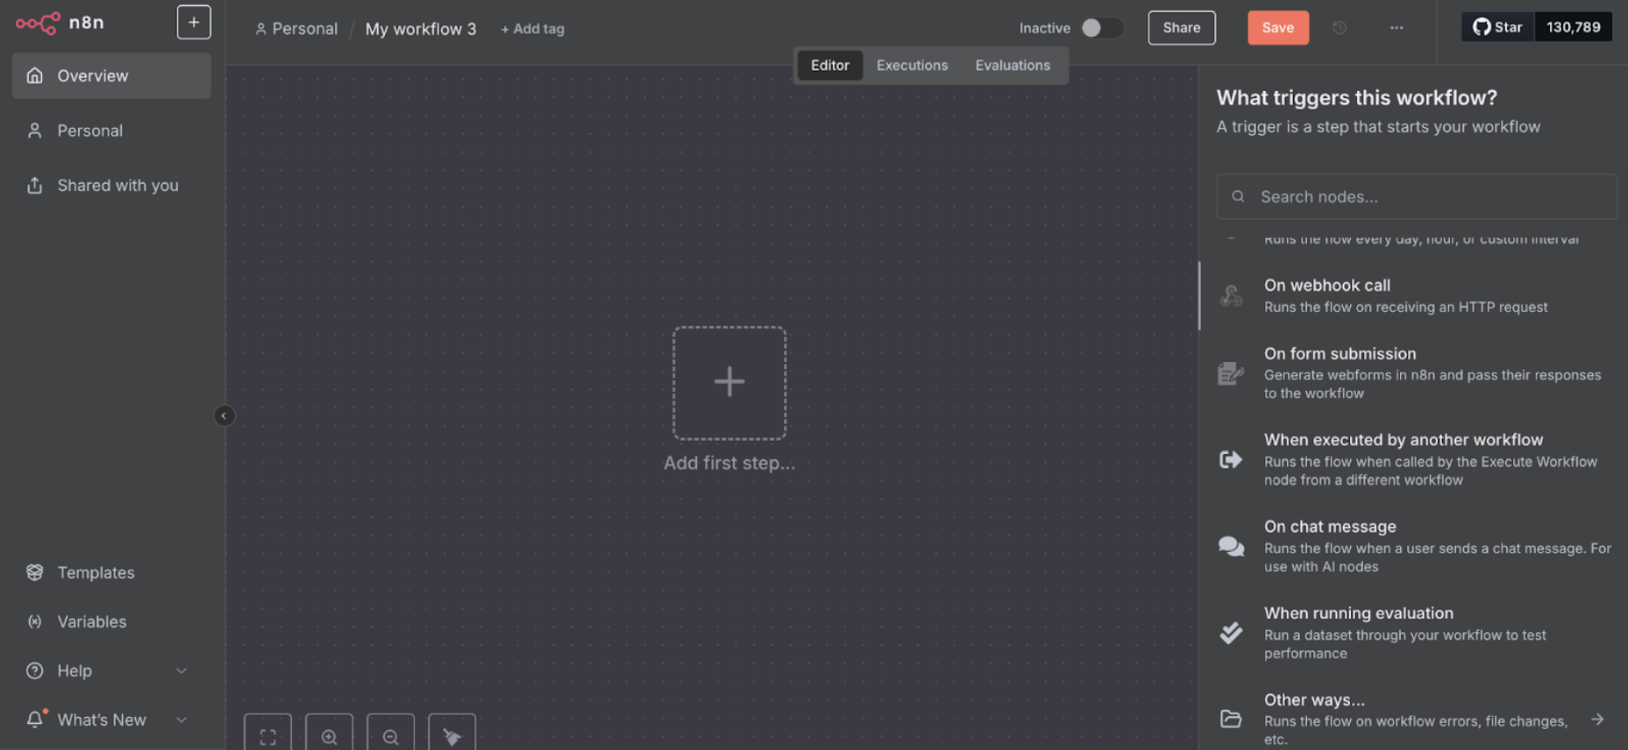 n8n
+
Personal / My workflow 3 + Add tag
Inactive
Share
Save
...
Star 130,789
Editor Executions Evaluations
Overview
Personal
Shared with you
Templates
Variables
Help
What's New
+
Add first step...
What triggers this workflow?
A trigger is a step that starts your workflow
Search nodes...
Runs the flow every day, hour, or custom interval
On webhook call
Runs the flow on receiving an HTTP request
On form submission
Generate webforms in n8n and pass their responses
to the workflow
When executed by another workflow
Runs the flow when called by the Execute Workflow
node from a different workflow
On chat message
Runs the flow when a user sends a chat message. For
use with AI nodes
When running evaluation
Run a dataset through your workflow to test
performance
Other ways...
Runs the flow on workflow errors, file changes,
etc.